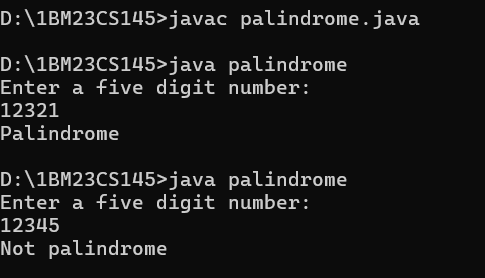 D:\1BM23CS145>javac palindrome.java
D:\1BM23CS145>java palindrome
Enter a five digit number:
12321
Palindrome
D:\1BM23CS145>java palindrome
Enter a five digit number:
12345
Not palindrome